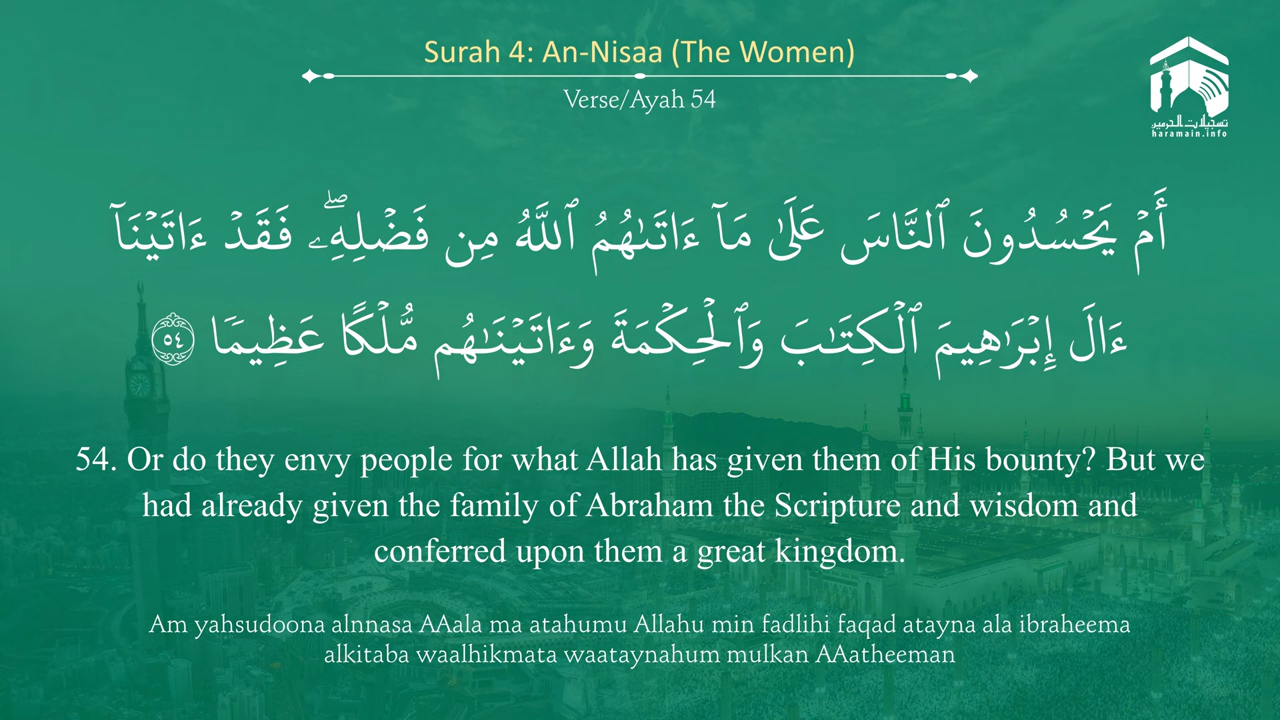 Surah 4: An-Nisaa (The Women)
Verse/Ayah 54
تسجيلات الحرمين
haramain.info
أَمۡ يَحۡسُدُونَ ٱلنَّاسَ عَلَىٰ مَآ ءَاتَىٰهُمُ ٱللَّهُ مِن فَضۡلِهِۦۖ فَقَدۡ ءَاتَيۡنَآ
ءَالَ إِبۡرَٰهِيمَ ٱلۡكِتَٰبَ وَٱلۡحِكۡمَةَ وَءَاتَيۡنَٰهُم مُّلۡكًا عَظِيمٗا ٥٤
54. Or do they envy people for what Allah has given them of His bounty? But we
had already given the family of Abraham the Scripture and wisdom and
conferred upon them a great kingdom.
Am yahsudoona alnnasa AAala ma atahumu Allahu min fadlihi faqad atayna ala ibraheema
alkitaba waalhikmata waataynahum mulkan AAatheeman